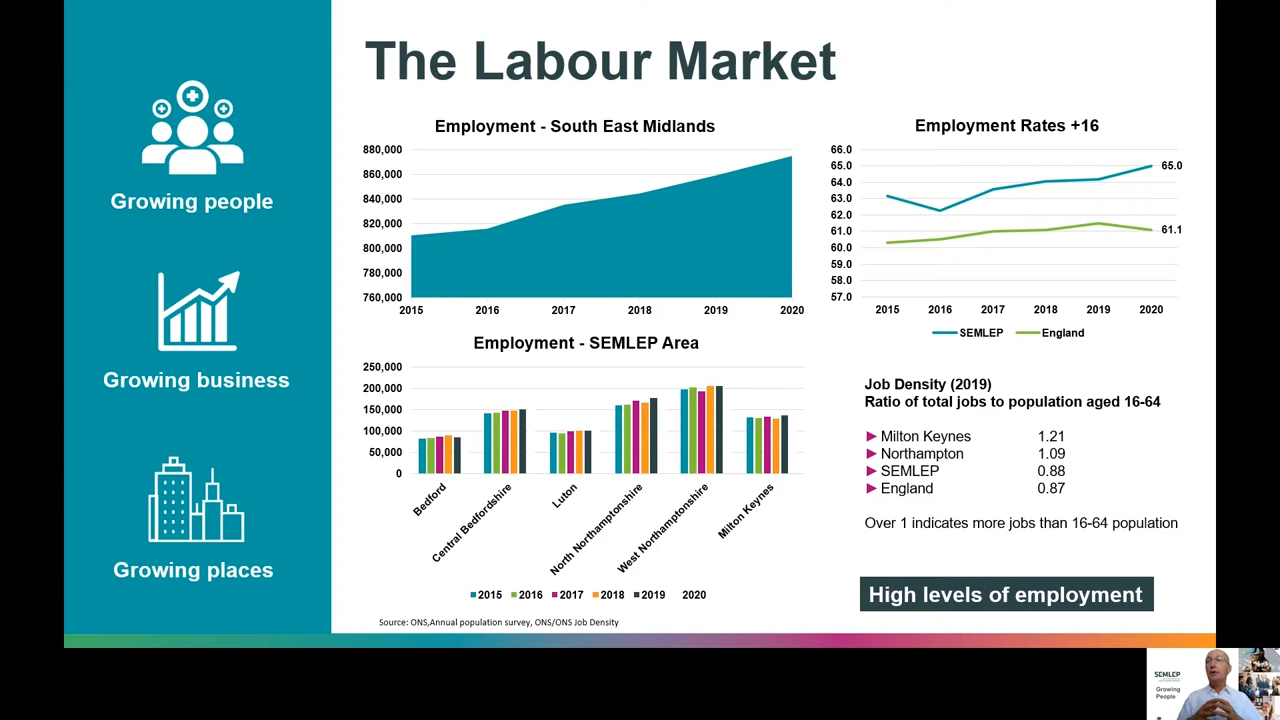 The Labour Market
Growing people
Growing business
Growing places
Employment - South East Midlands
880,000
860,000
840,000
820,000
800,000
780,000
760,000
2015 2016 2017 2018 2019 2020
Employment Rates +16
66.0
65.0
64.0
63.0
62.0
61.0
60.0
59.0
58.0
57.0
65.0
61.1
2015 2016 2017 2018 2019 2020
SEMLEP England
Employment - SEMLEP Area
250,000
200,000
150,000
100,000
50,000
0
Bedford
Central Bedfordshire
Luton
North Northamptonshire
West Northamptonshire
Milton Keynes
2015 2016 2017 2018 2019 2020
Source: ONS,Annual population survey, ONS/ONS Job Density
Job Density (2019)
Ratio of total jobs to population aged 16-64
Milton Keynes 1.21
Northampton 1.09
SEMLEP 0.88
England 0.87
Over 1 indicates more jobs than 16-64 population
High levels of employment
SEMLEP
Growing
People